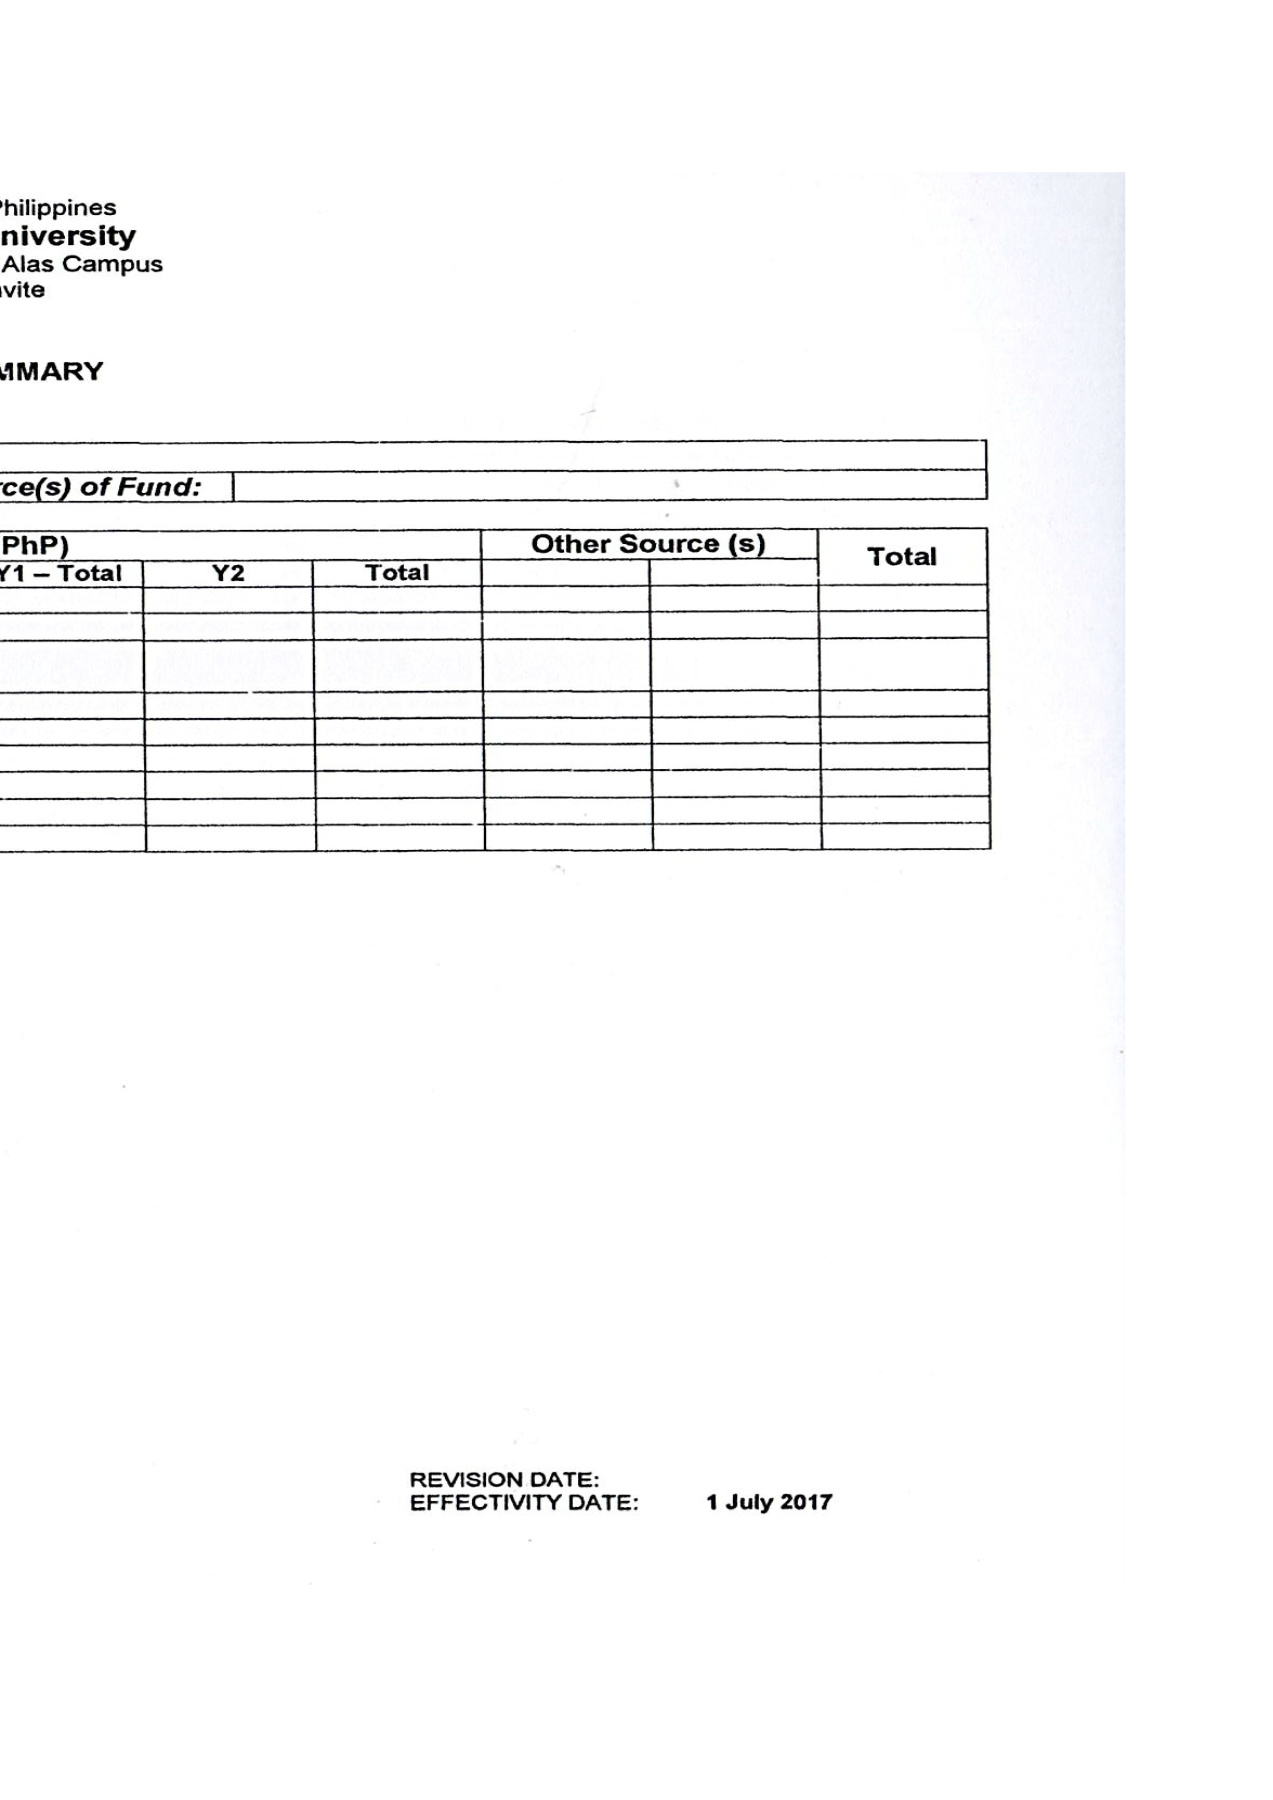 Philippines
niversity
Alas Campus
vite
MMARY
ce(s) of Fund:
PhP) Other Source (s) Total
Y1 – Total Y2 Total
REVISION DATE:
EFFECTIVITY DATE: 1 July 2017